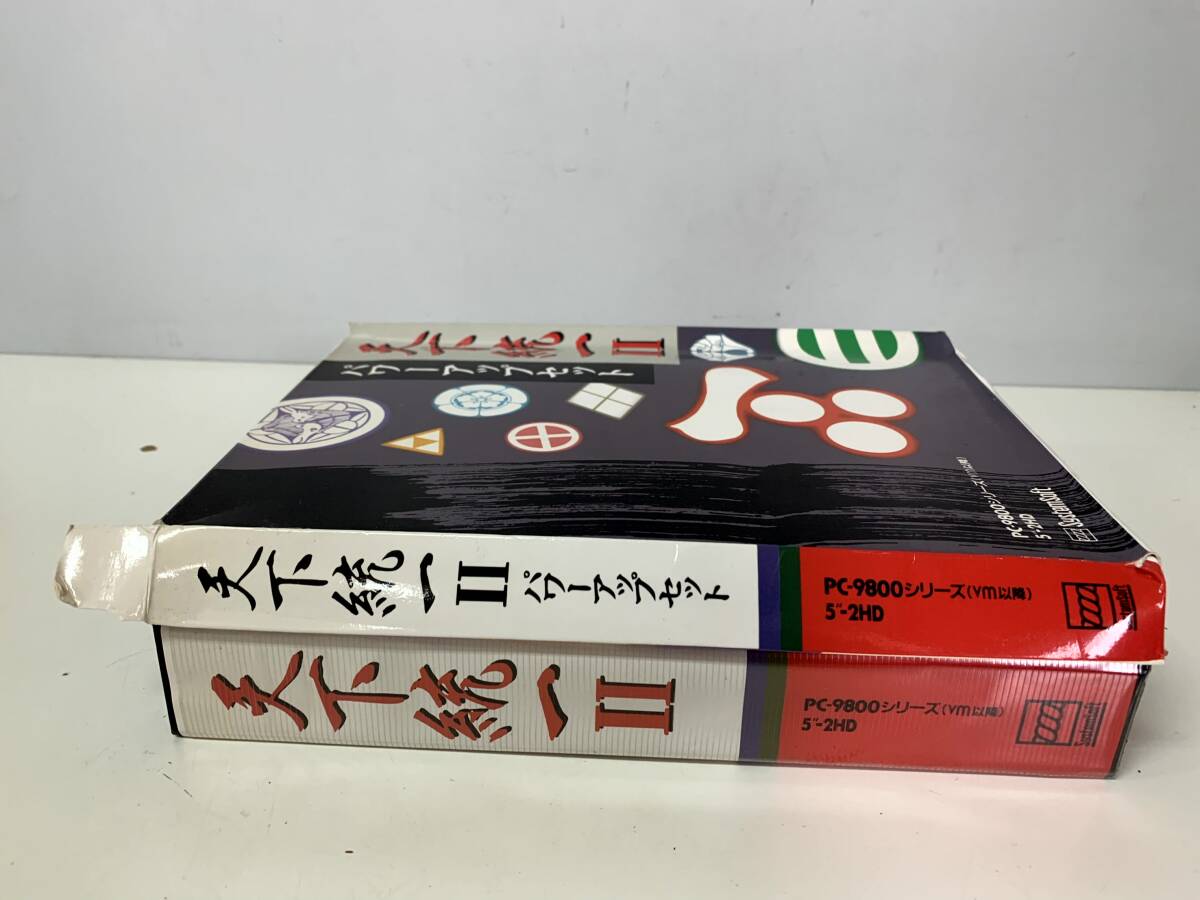 天下統一II
パワーアップセット
PC-9800シリーズ(VM以降)
5"-2HD
SystemSoft
天下統一II パワーアップセット
PC-9800シリーズ(VM以降)
5"-2HD
SystemSoft
天下統一II
PC-9800シリーズ(VM以降)
5"-2HD
SystemSoft